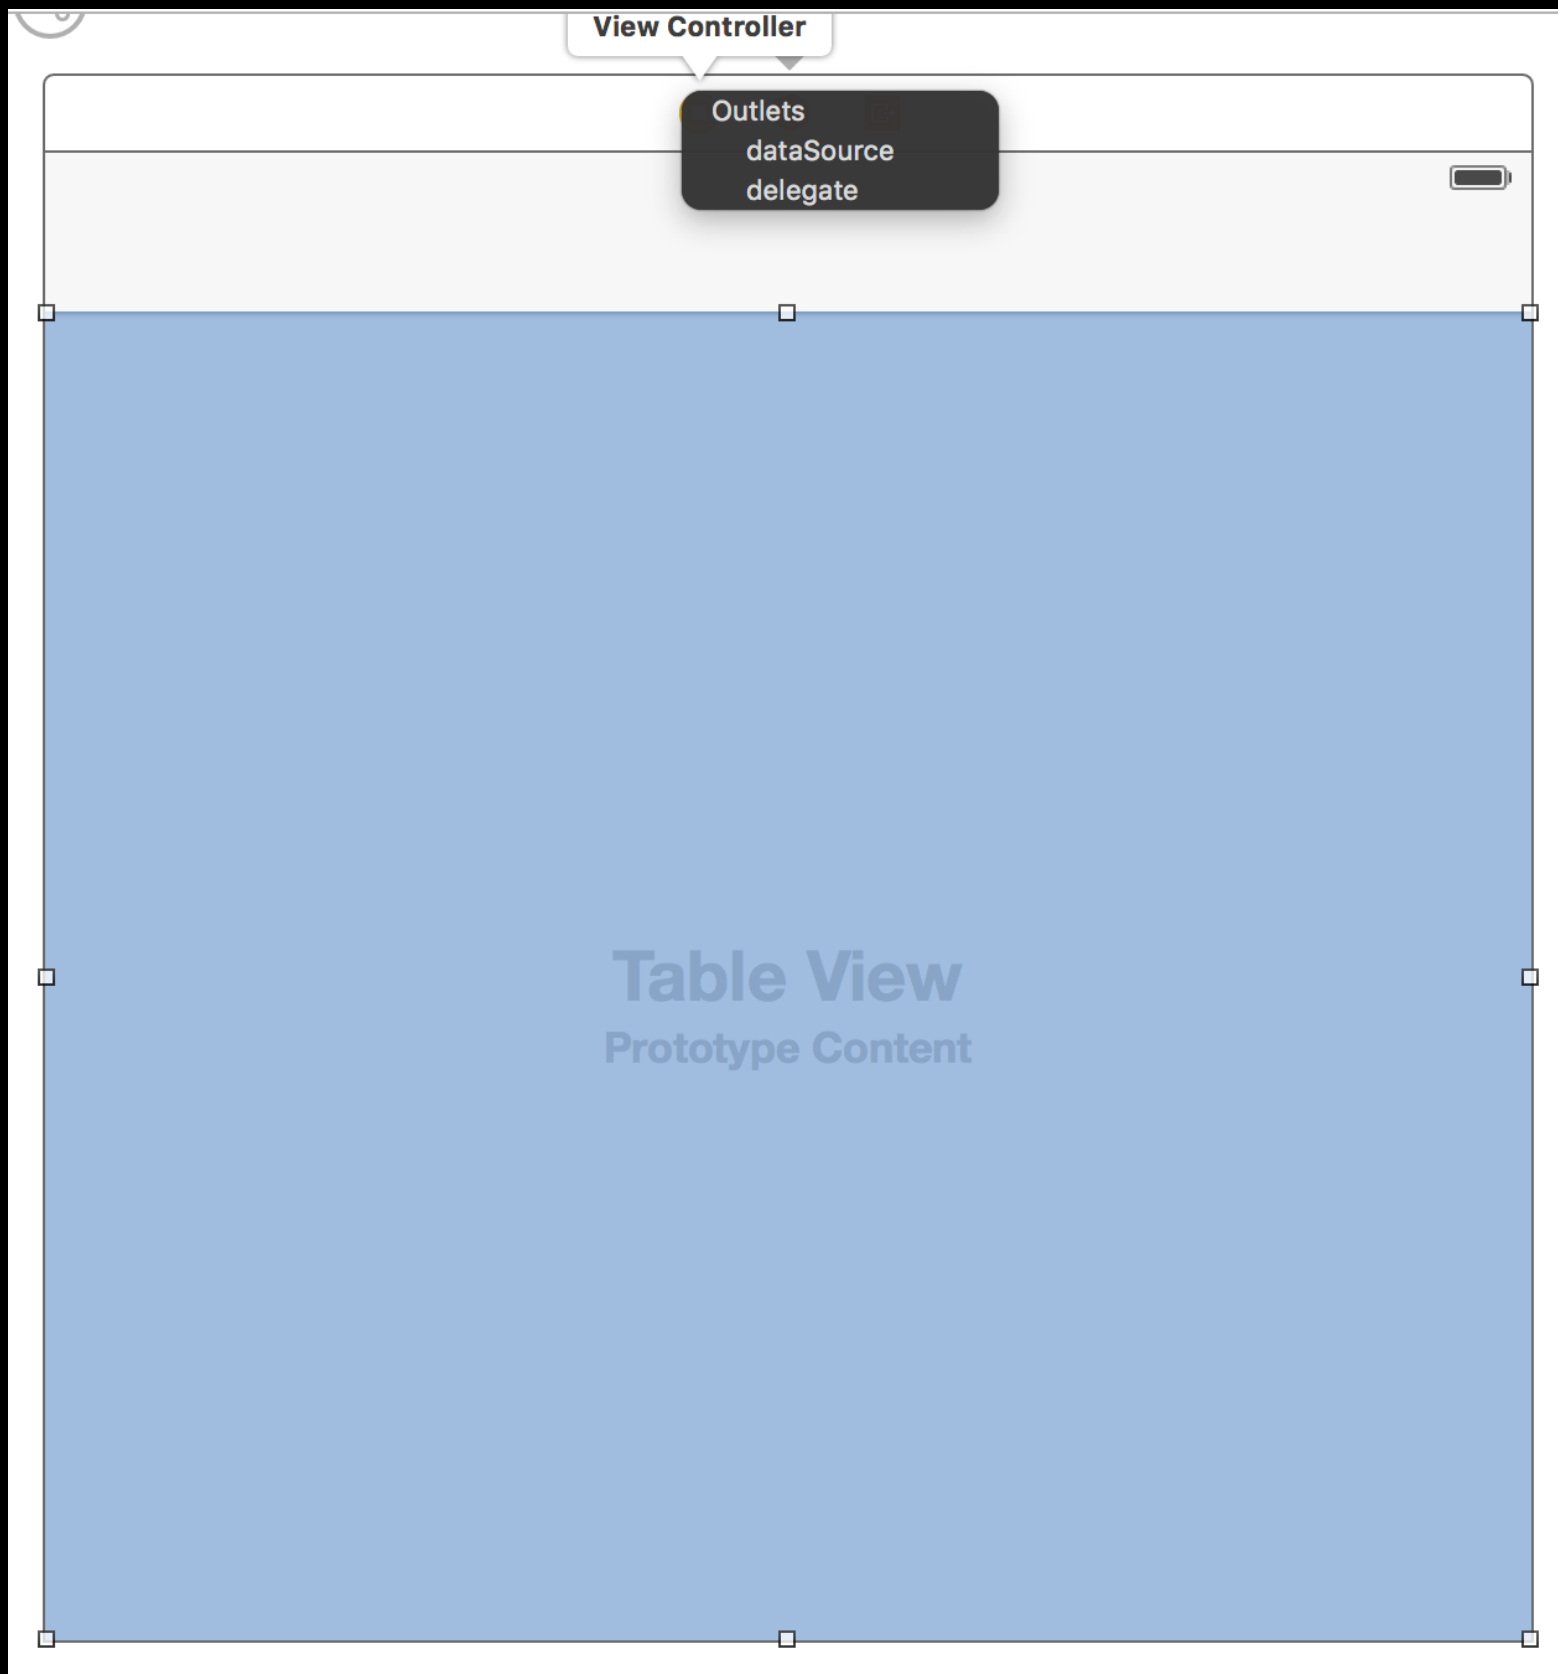 View Controller
Outlets
dataSource
delegate
Table View
Prototype Content